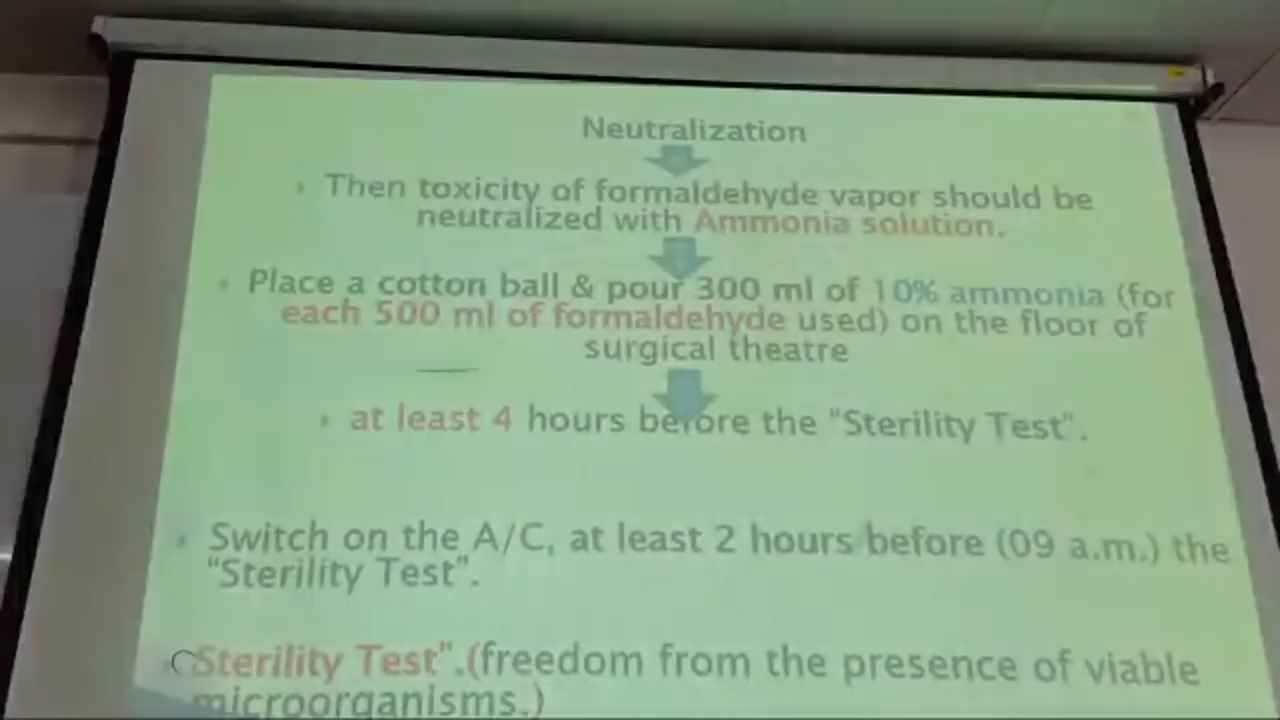 Neutralization
Then toxicity of formaldehyde vapor should be
neutralized with Ammonia solution.
Place a cotton ball & pour 300 ml of 10% ammonia (for
each 500 ml of formaldehyde used) on the floor of
surgical theatre
at least 4 hours before the "Sterility Test".
Switch on the A/C, at least 2 hours before (09 a.m.) the
"Sterility Test".
Sterility Test".(freedom from the presence of viable
microorganisms.)